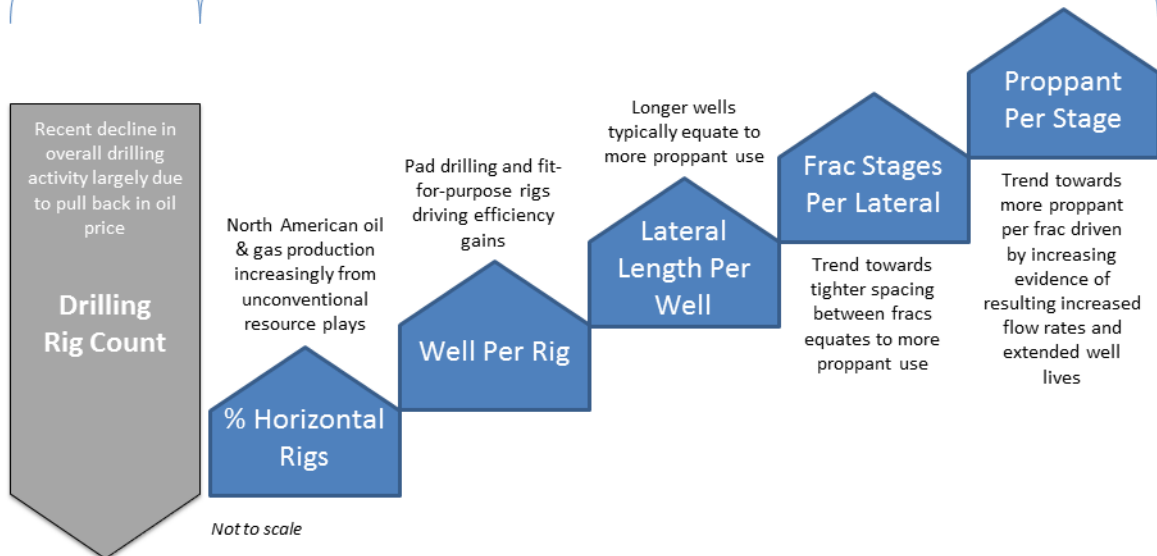 Recent decline in
overall drilling
activity largely due
to pull back in oil
price
Drilling
Rig Count
North American oil
& gas production
increasingly from
unconventional
resource plays
% Horizontal
Rigs
Pad drilling and fit-
for-purpose rigs
driving efficiency
gains
Well Per Rig
Longer wells
typically equate to
more proppant use
Lateral
Length Per
Well
Frac Stages
Per Lateral
Trend towards
tighter spacing
between fracs
equates to more
proppant use
Proppant
Per Stage
Trend towards
more proppant
per frac driven
by increasing
evidence of
resulting increased
flow rates and
extended well
lives
Not to scale